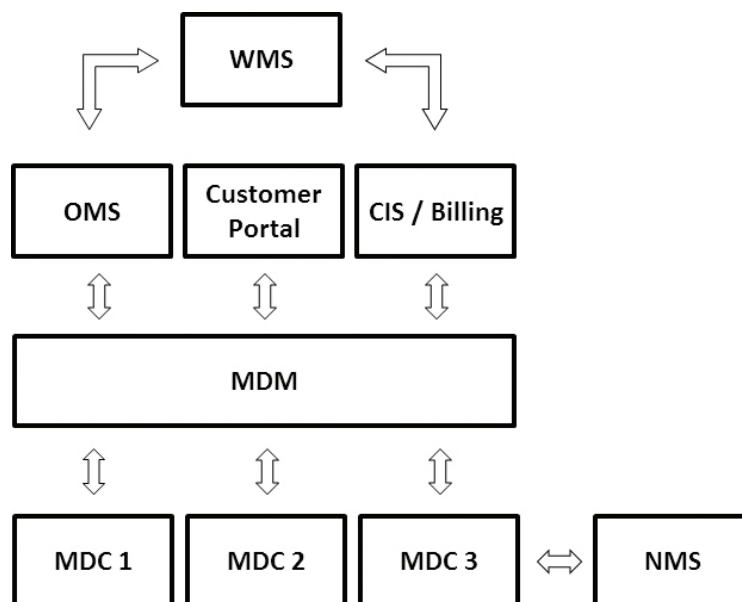 WMS
OMS
Customer
Portal
CIS / Billing
MDM
MDC 1
MDC 2
MDC 3
NMS